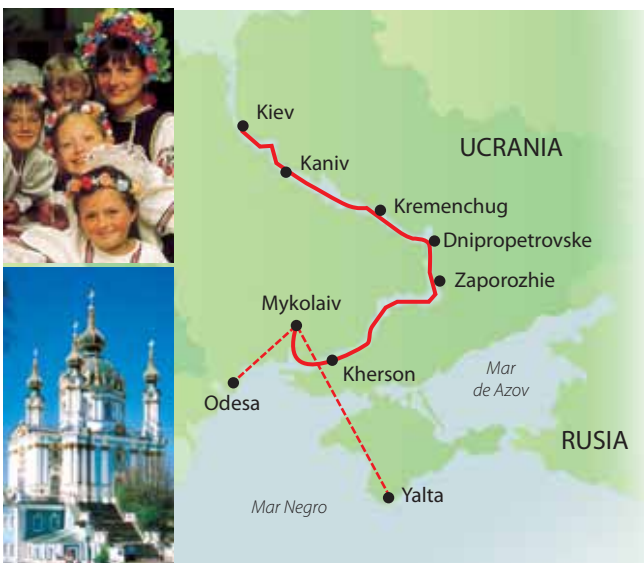 Kiev
Kaniv
UCRANIA
Kremenchug
Dnipropetrovske
Zaporozhie
Mykolaiv
Kherson
Odesa
Mar
de Azov
RUSIA
Yalta
Mar Negro